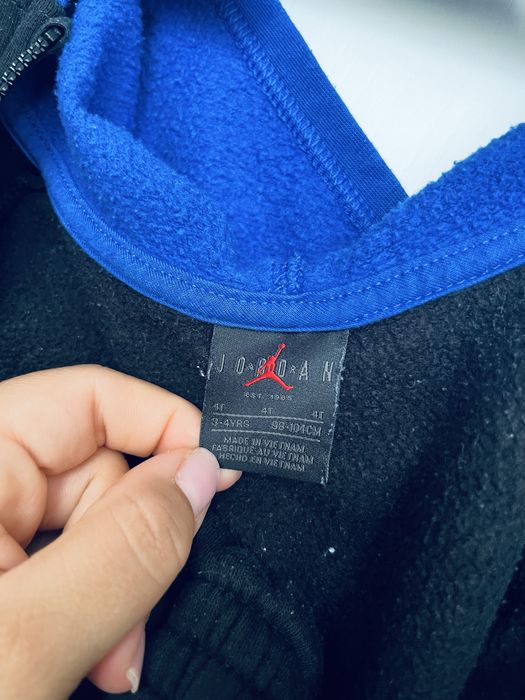 JORDAN
EST. 1985
4T 4T 4T
3-4YRS 98-104CM
MADE IN VIETNAM
FABRIQUÉ AU VIETNAM
HECHO EN VIETNAM